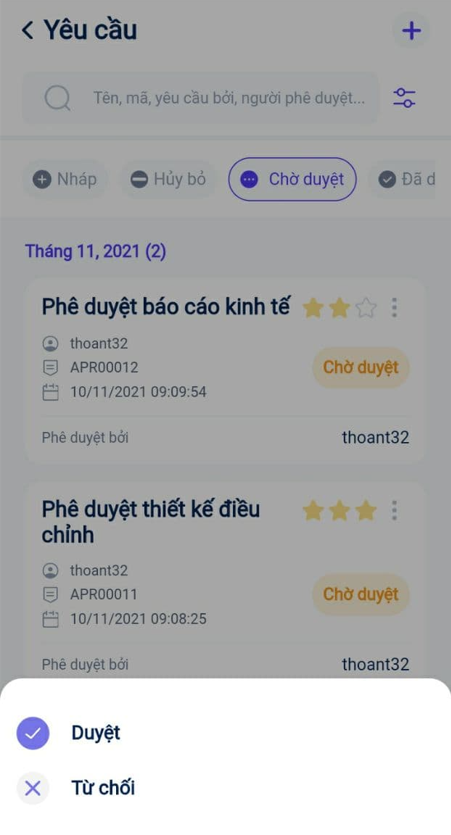 Yêu cầu
Tên, mã, yêu cầu bởi, người phê duyệt...
Nháp
Hủy bỏ
Chờ duyệt
Đã d
Tháng 11, 2021 (2)
Phê duyệt báo cáo kinh tế
thoant32
APR00012
Chờ duyệt
10/11/2021 09:09:54
Phê duyệt bởi
thoant32
Phê duyệt thiết kế điều
chỉnh
thoant32
APR00011
Chờ duyệt
10/11/2021 09:08:25
Phê duyệt bởi
thoant32
Duyệt
Từ chối